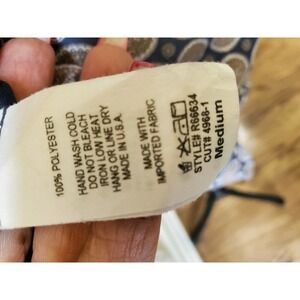 100% POLYESTER
HAND WASH COLD
DO NOT BLEACH
IRON LOW HEAT
HANG OR LINE DRY
MADE IN U.S.A.
MADE WITH
IMPORTED FABRIC
STYLE# R66634
CUT# 4968-1
Medium